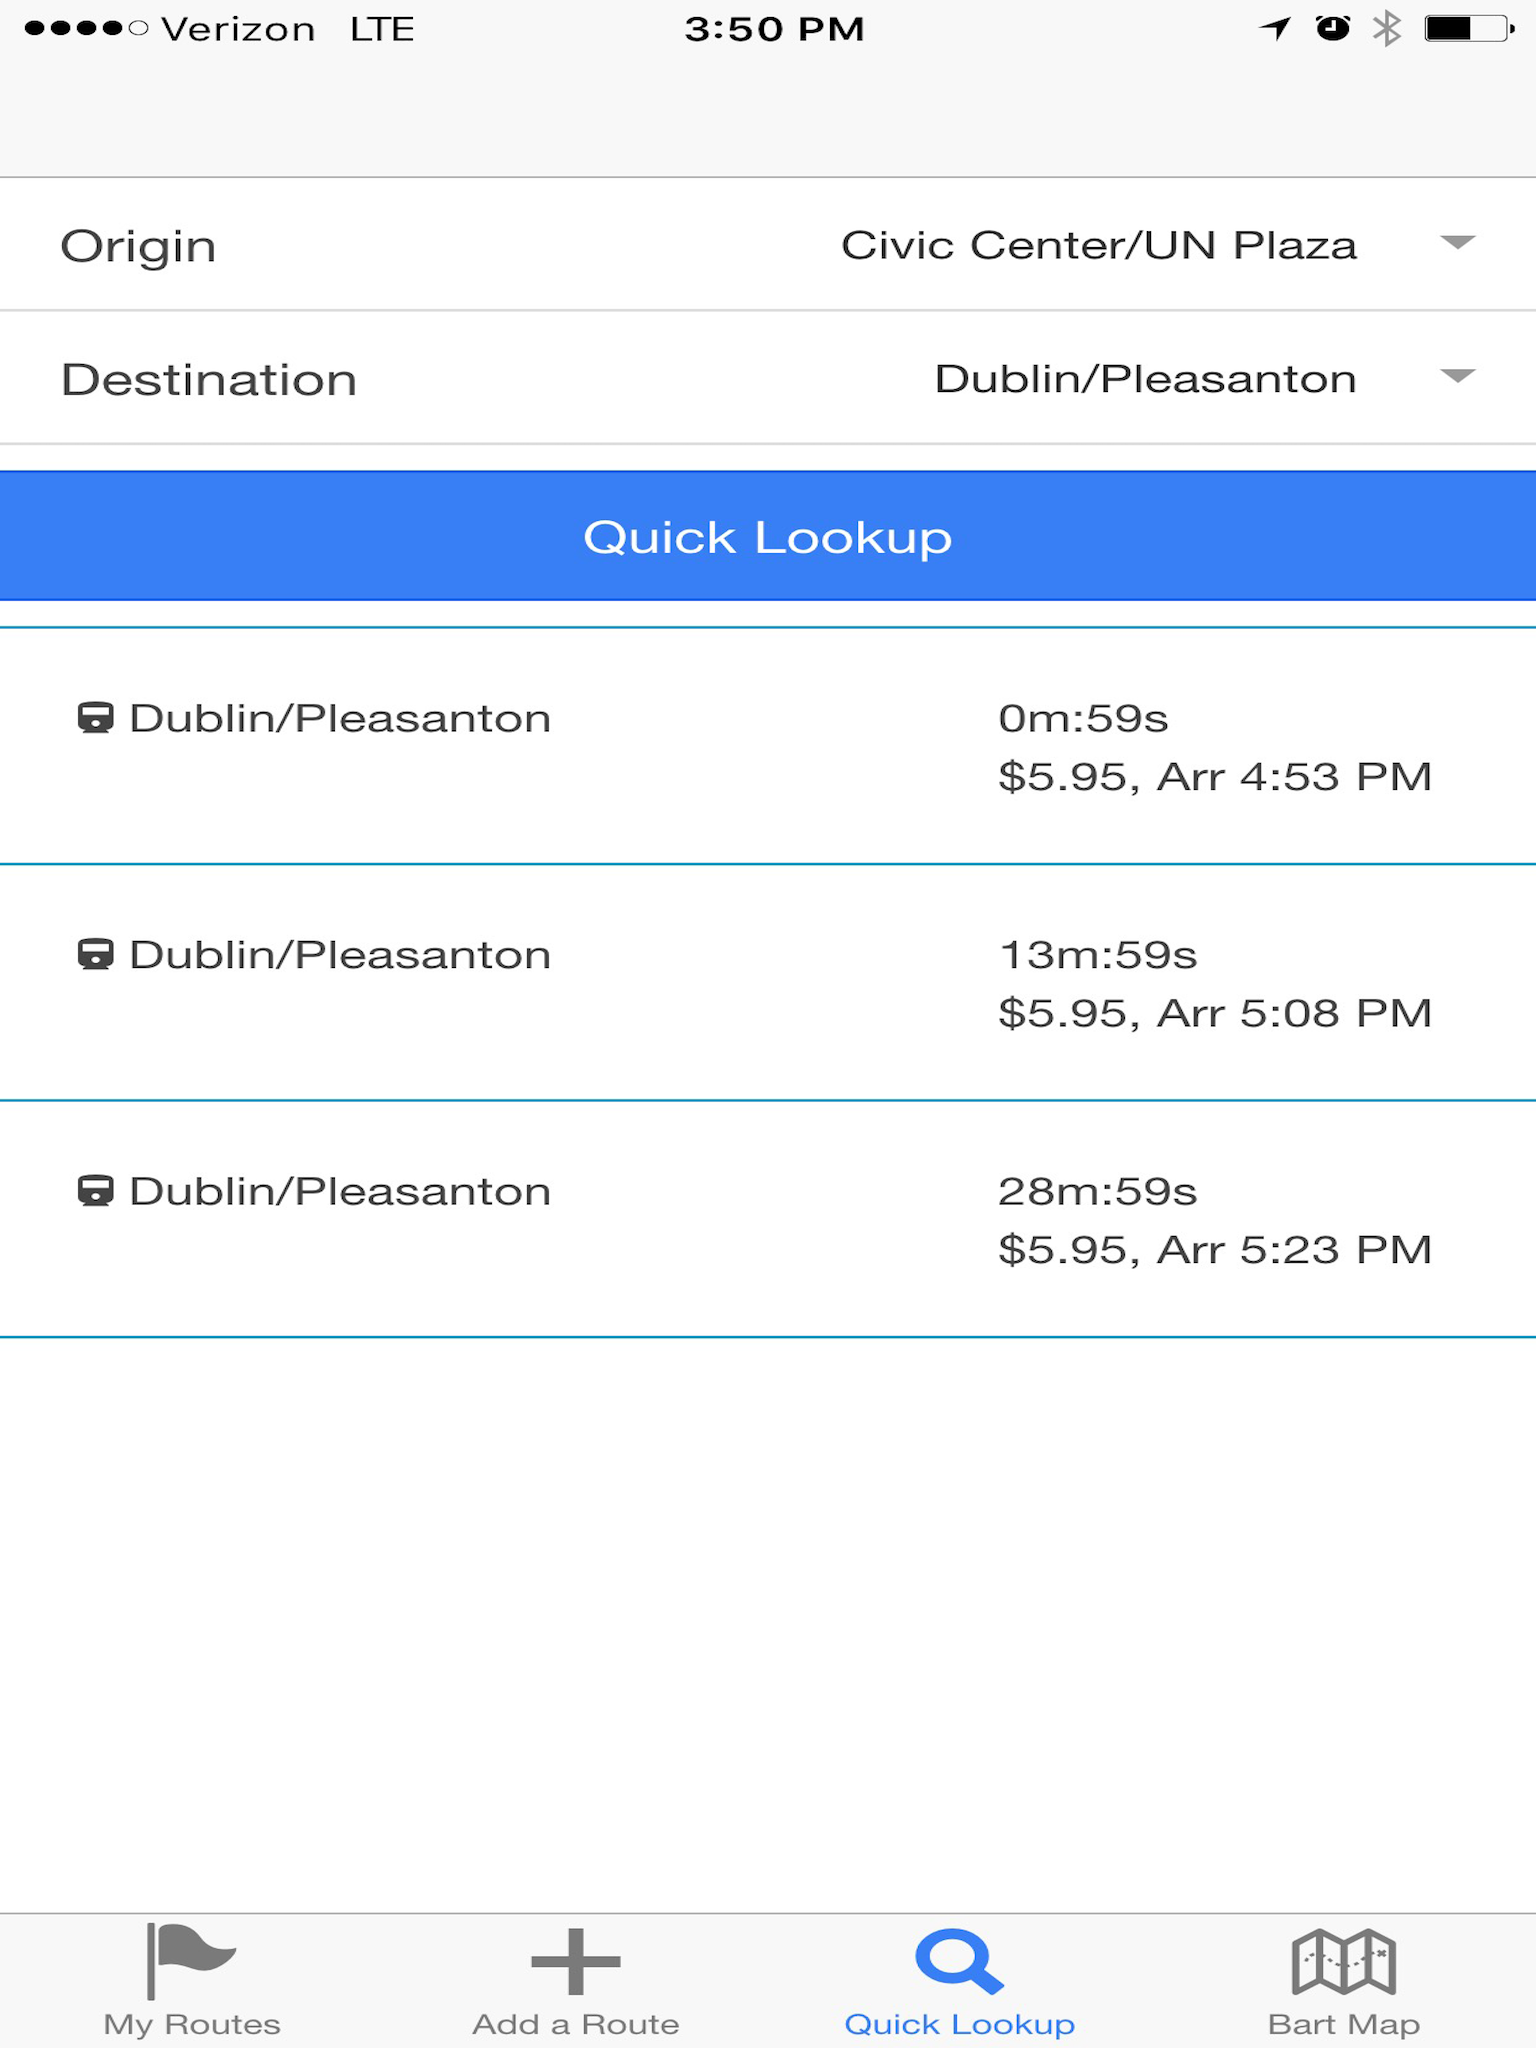 Verizon LTE 3:50 PM
Origin Civic Center/UN Plaza
Destination Dublin/Pleasanton
Quick Lookup
Dublin/Pleasanton 0m:59s
$5.95, Arr 4:53 PM
Dublin/Pleasanton 13m:59s
$5.95, Arr 5:08 PM
Dublin/Pleasanton 28m:59s
$5.95, Arr 5:23 PM
My Routes Add a Route Quick Lookup Bart Map